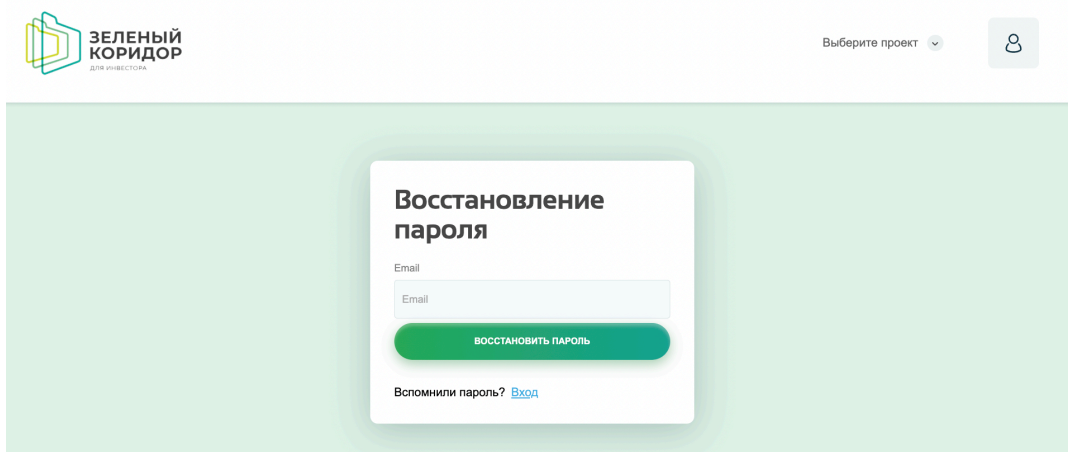 ЗЕЛЕНЫЙ
КОРИДОР
ДЛЯ ИНВЕСТОРА
Выберите проект
Восстановление
пароля
Email
Email
ВОССТАНОВИТЬ ПАРОЛЬ
Вспомнили пароль? Вход